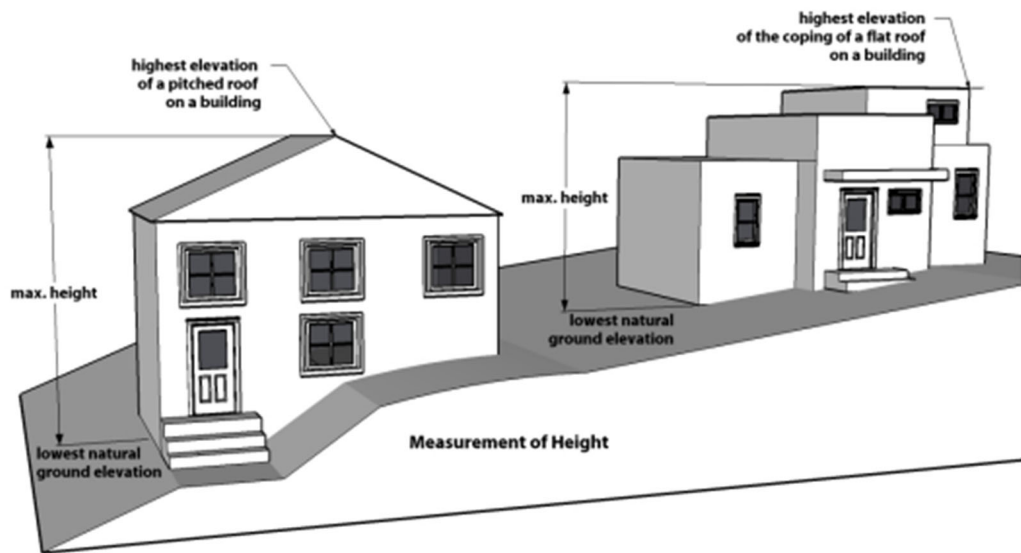 highest elevation
of a pitched roof
on a building
max. height
lowest natural
ground elevation
highest elevation
of the coping of a flat roof
on a building
max. height
lowest natural
ground elevation
Measurement of Height